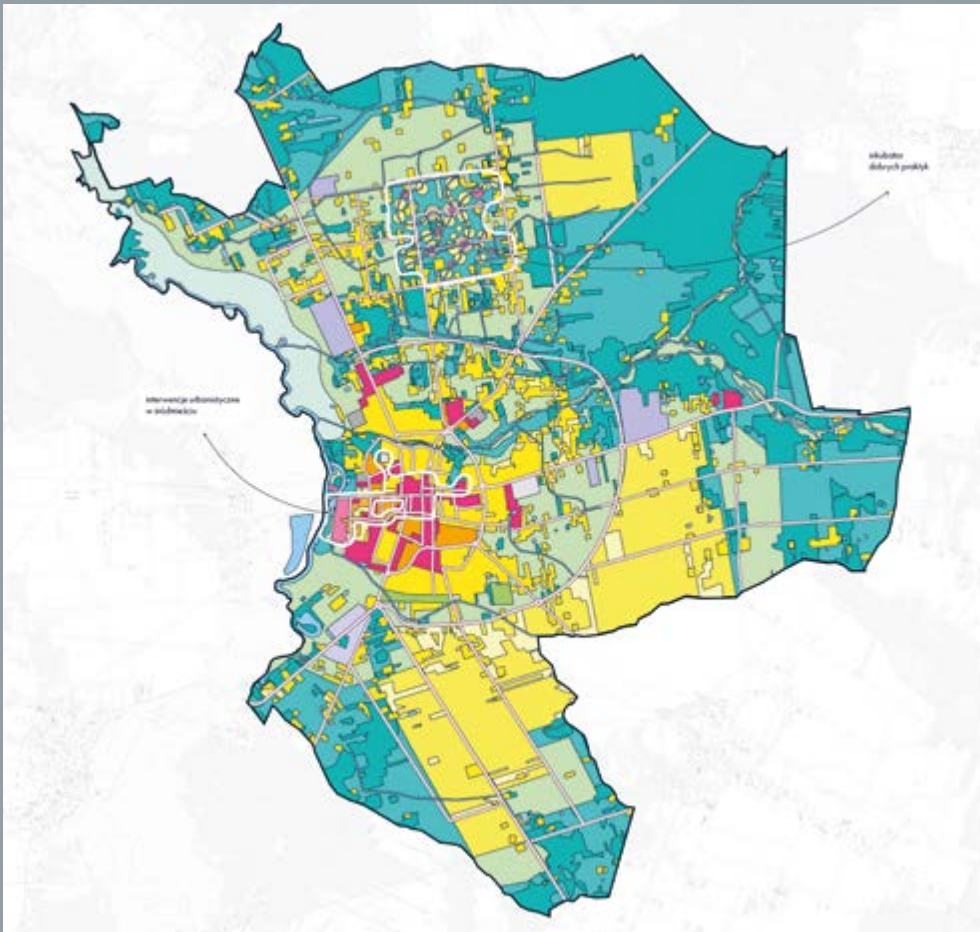 inkubator
dobrych praktyk
interwencje urbanistyczne
w śródmieściu